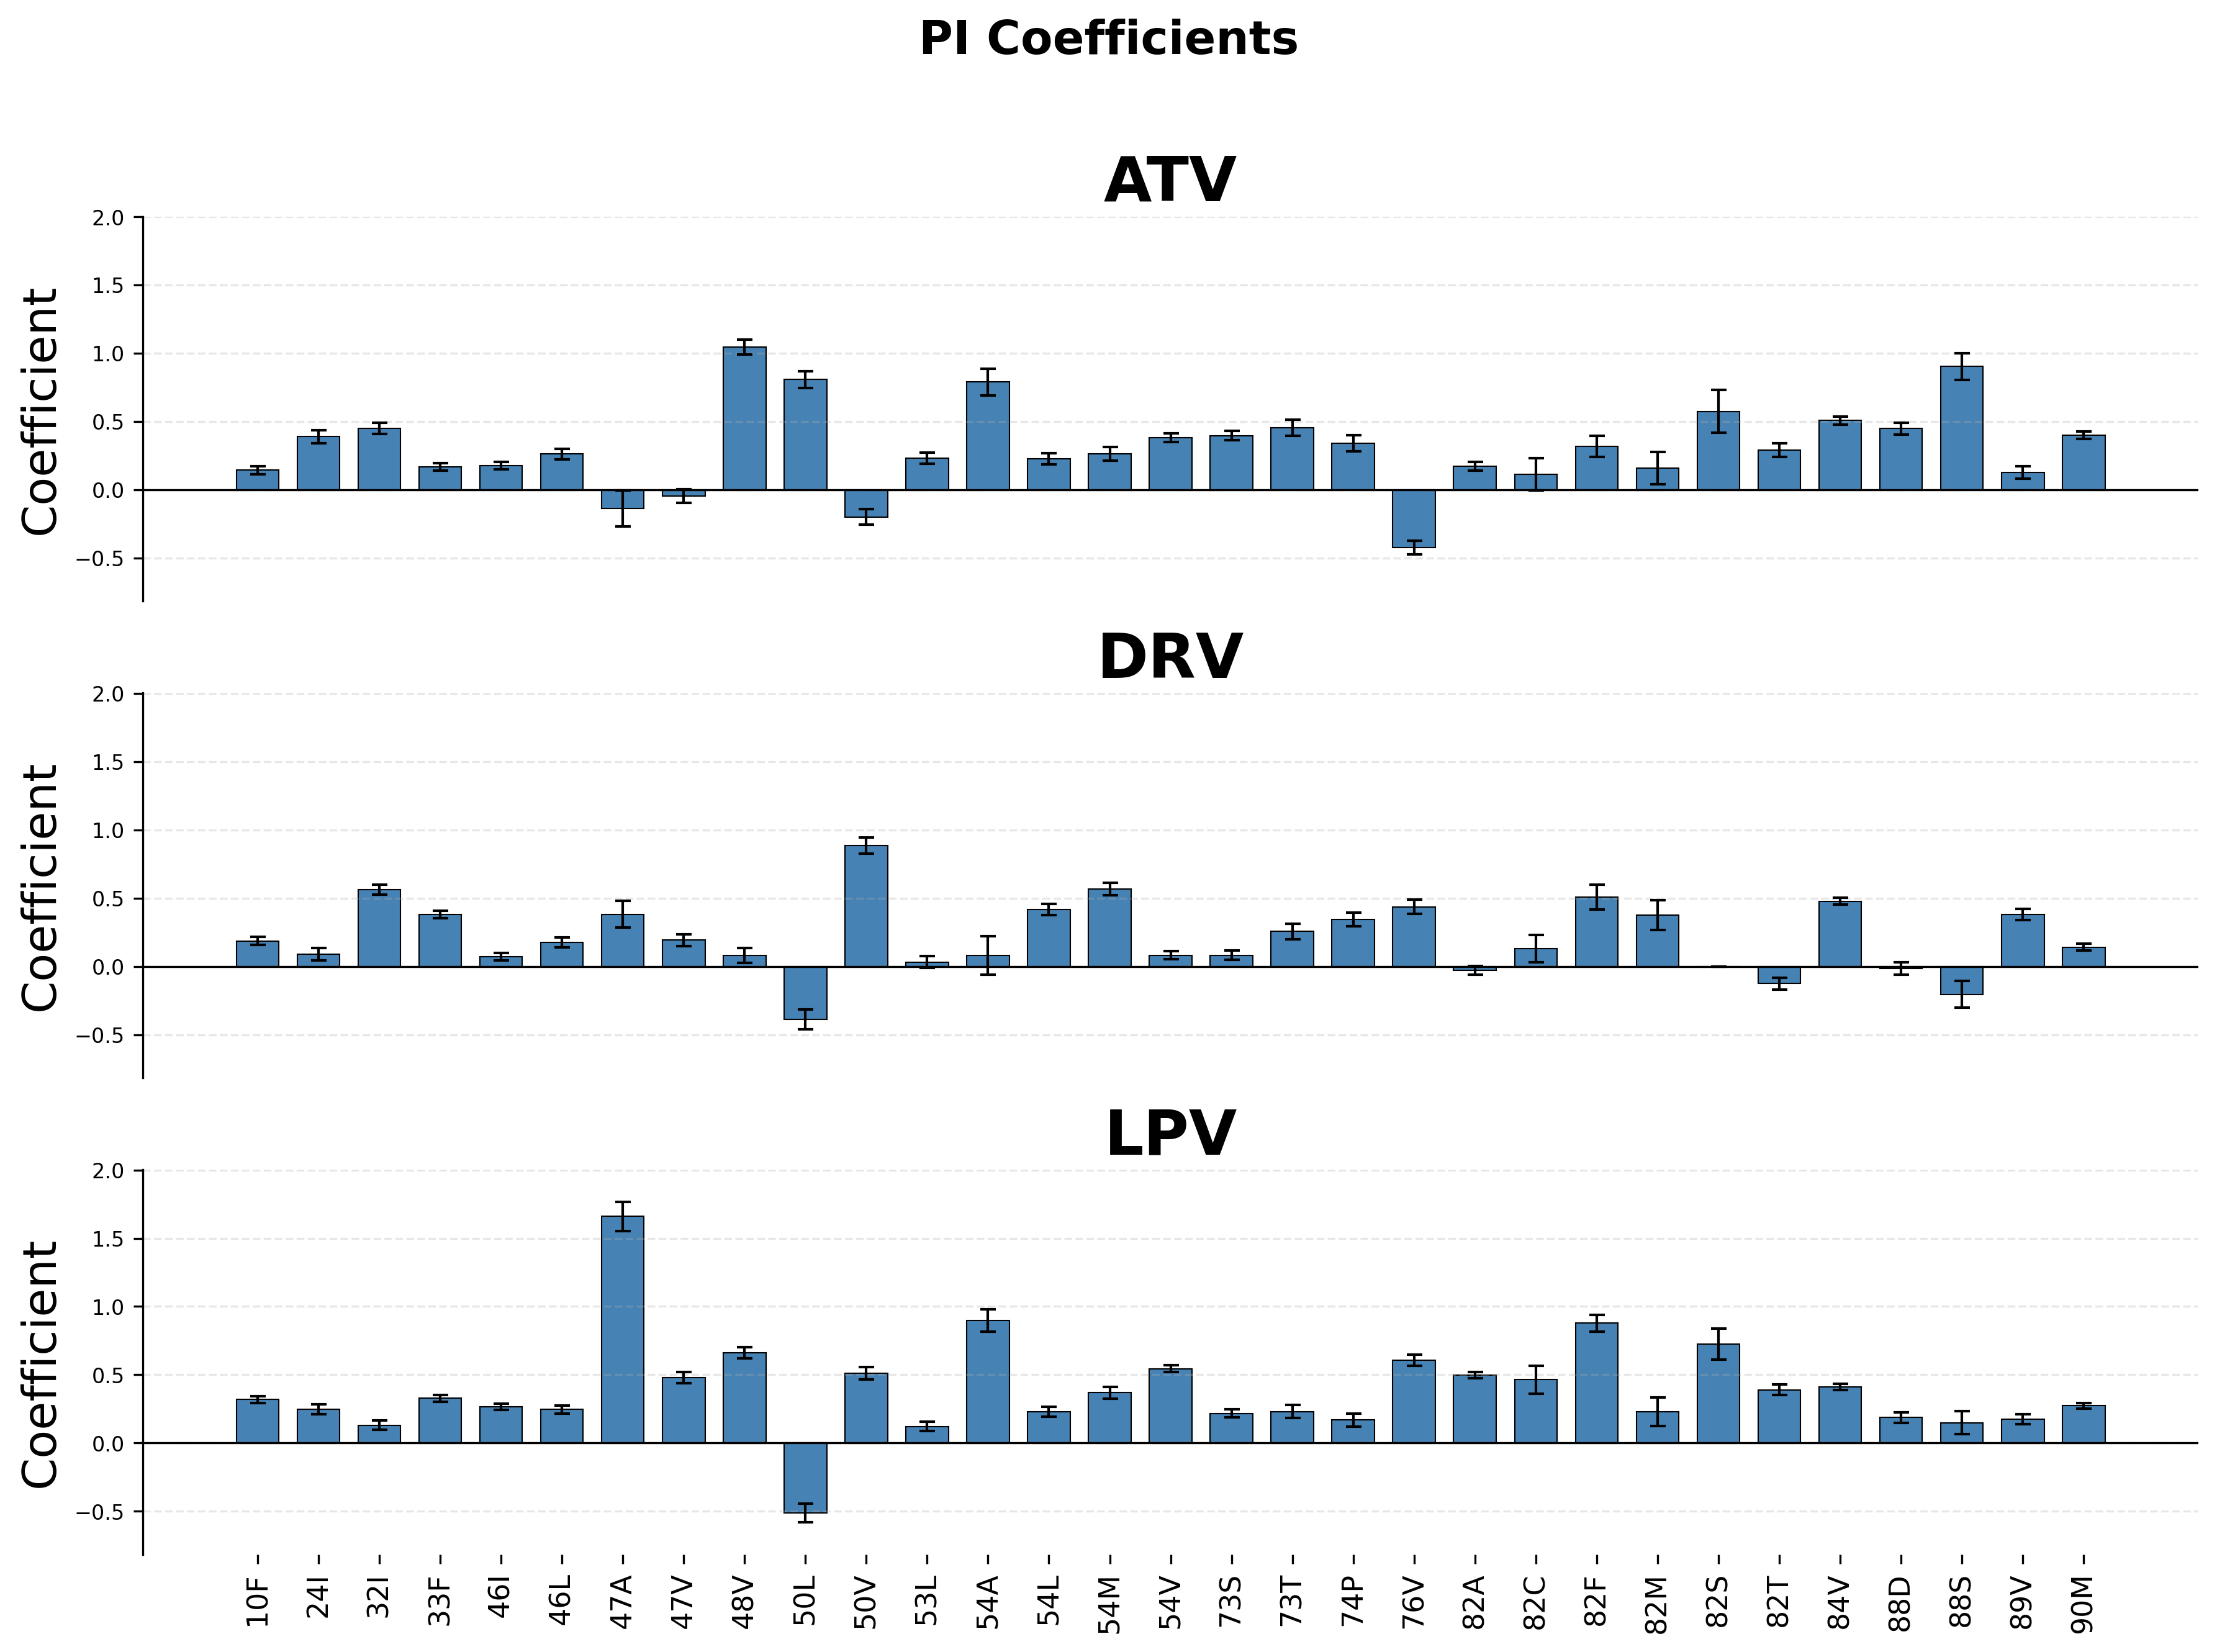 PI Coefficients
ATV
Coefficient
2.0
1.5
1.0
0.5
0.0
−0.5
DRV
Coefficient
2.0
1.5
1.0
0.5
0.0
−0.5
LPV
Coefficient
2.0
1.5
1.0
0.5
0.0
−0.5
10F 24I 32I 33F 46I 46L 47A 47V 48V 50L 50V 53L 54A 54L 54M 54V 73S 73T 74P 76V 82A 82C 82F 82M 82S 82T 84V 88D 88S 89V 90M